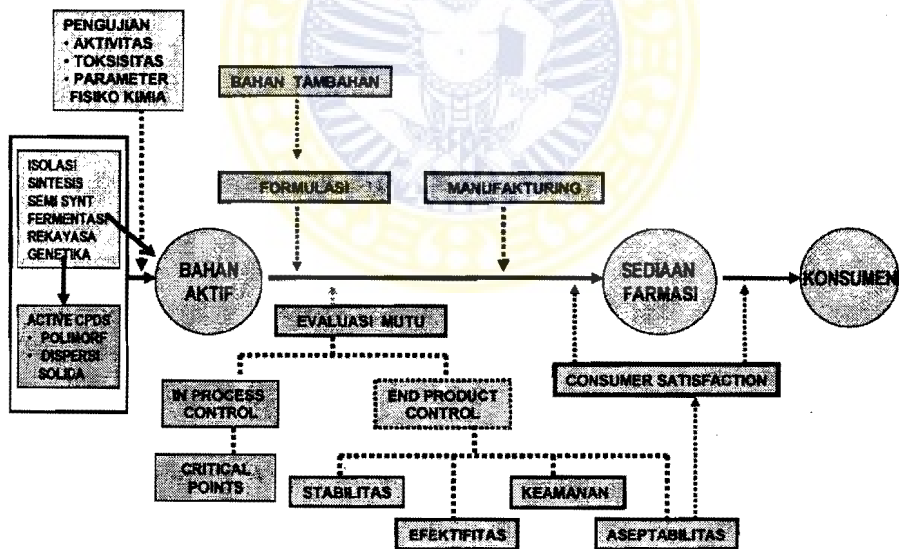 PENGUJIAN
• AKTIVITAS
• TOKSISITAS
• PARAMETER
FISIKO KIMIA
BAHAN TAMBAHAN
ISOLASI
SINTESIS
SEMI SYNT
FERMENTASI
REKAYASA
GENETIKA
FORMULASI
MANUFAKTURING
BAHAN
AKTIF
SEDIAAN
FARMASI
KONSUMEN
ACTIVE CPDS
• POLIMORF
• DISPERSI
SOLIDA
EVALUASI MUTU
IN PROCESS
CONTROL
END PRODUCT
CONTROL
CONSUMER SATISFACTION
CRITICAL
POINTS
STABILITAS
KEAMANAN
EFEKTIFITAS
ASEPTABILITAS